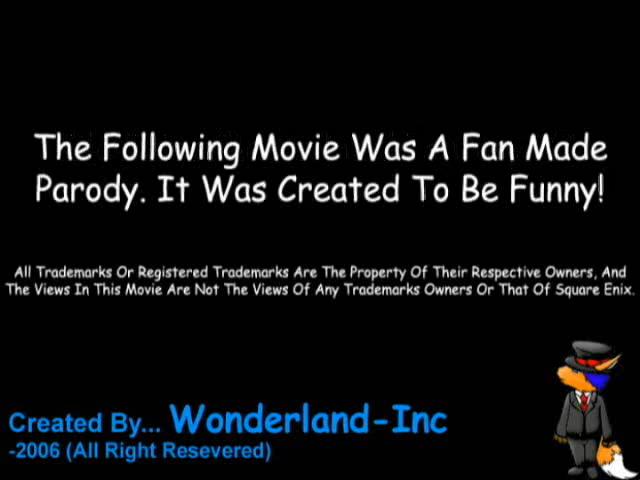 The Following Movie Was A Fan Made
Parody. It Was Created To Be Funny!
All Trademarks Or Registered Trademarks Are The Property Of Their Respective Owners, And
The Views In This Movie Are Not The Views Of Any Trademarks Owners Or That Of Square Enix.
Created By... Wonderland-Inc
-2006 (All Right Resevered)